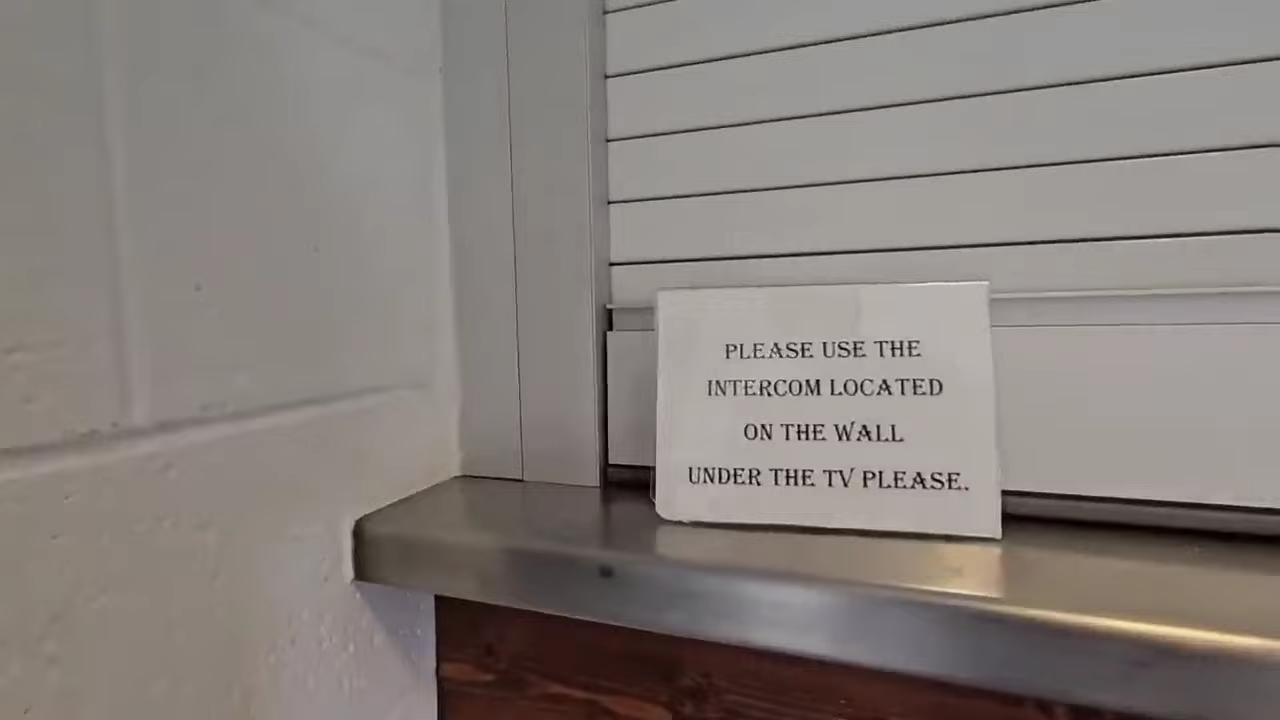 PLEASE USE THE
INTERCOM LOCATED
ON THE WALL
UNDER THE TV PLEASE.